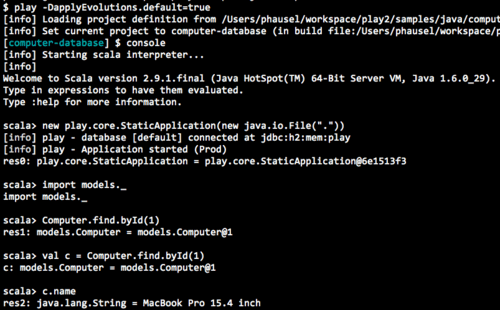 $ play -DapplyEvolutions.default=true
[info] Loading project definition from /Users/phausel/workspace/play2/samples/java/comput
[info] Set current project to computer-database (in build file:/Users/phausel/workspace/p
[computer-database] $ console
[info] Starting scala interpreter...
[info]
Welcome to Scala version 2.9.1.final (Java HotSpot(TM) 64-Bit Server VM, Java 1.6.0_29).
Type in expressions to have them evaluated.
Type :help for more information.
scala> new play.core.StaticApplication(new java.io.File("."))
[info] play - database [default] connected at jdbc:h2:mem:play
[info] play - Application started (Prod)
res0: play.core.StaticApplication = play.core.StaticApplication@6e1513f3
scala> import models._
import models._
scala> Computer.find.byId(1)
res1: models.Computer = models.Computer@1
scala> val c = Computer.find.byId(1)
c: models.Computer = models.Computer@1
scala> c.name
res2: java.lang.String = MacBook Pro 15.4 inch